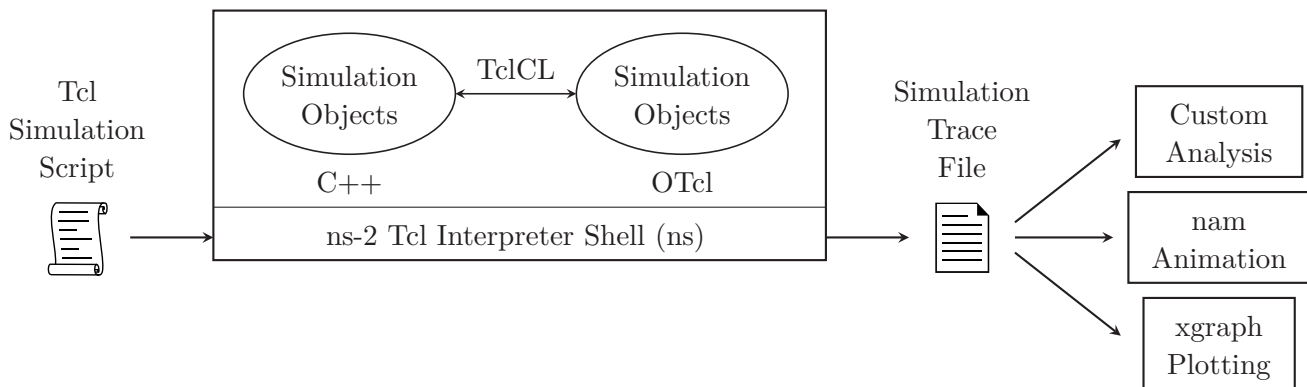 Tcl
Simulation
Script
Simulation
Objects
C++
TclCL
Simulation
Objects
OTcl
ns-2 Tcl Interpreter Shell (ns)
Simulation
Trace
File
Custom
Analysis
nam
Animation
xgraph
Plotting